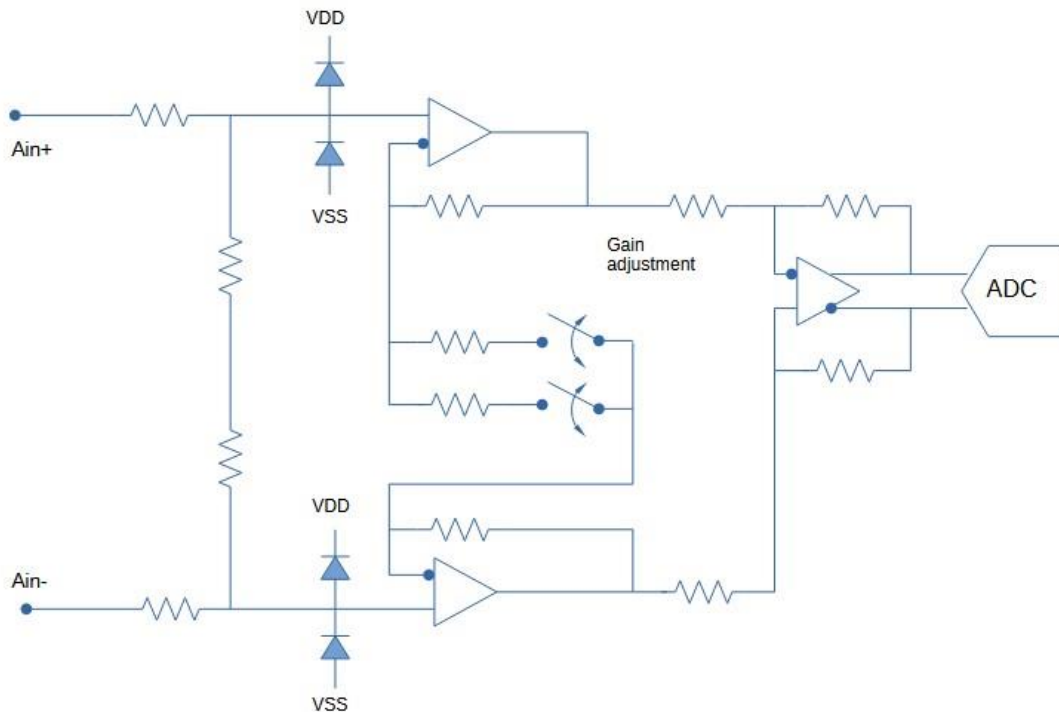 VDD
Ain+
VSS
Gain
adjustment
ADC
VDD
Ain-
VSS